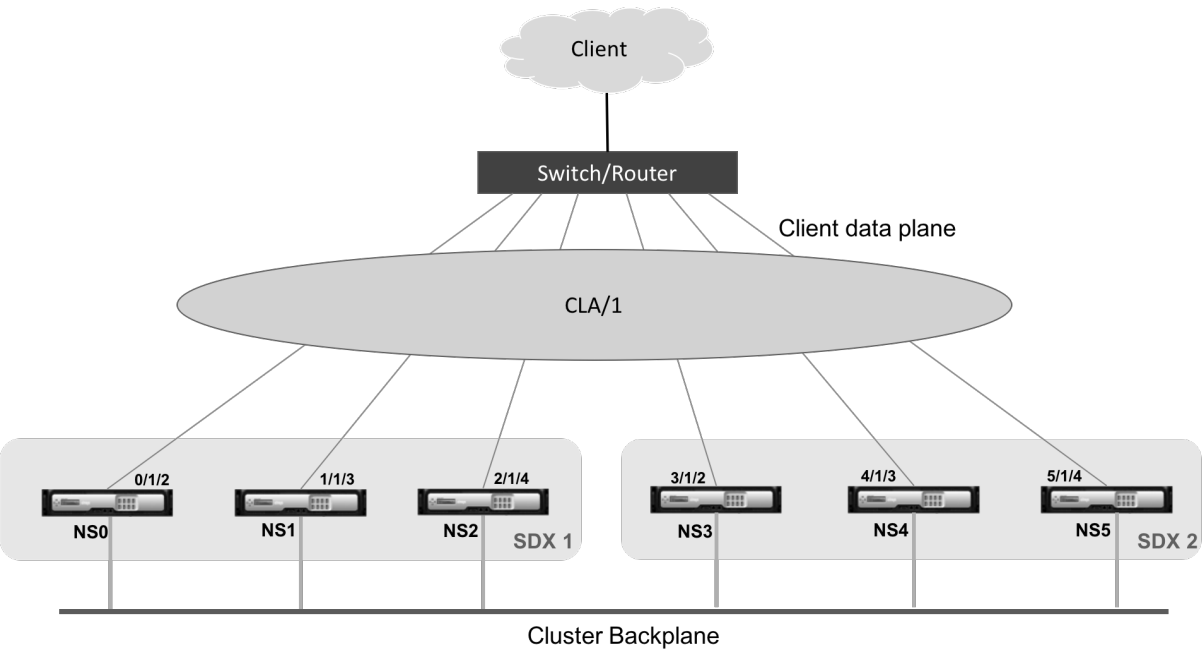 Client
Switch/Router
Client data plane
CLA/1
0/1/2
1/1/3
2/1/4
3/1/2
4/1/3
5/1/4
NS0
NS1
NS2
NS3
NS4
NS5
SDX 1
SDX 2
Cluster Backplane